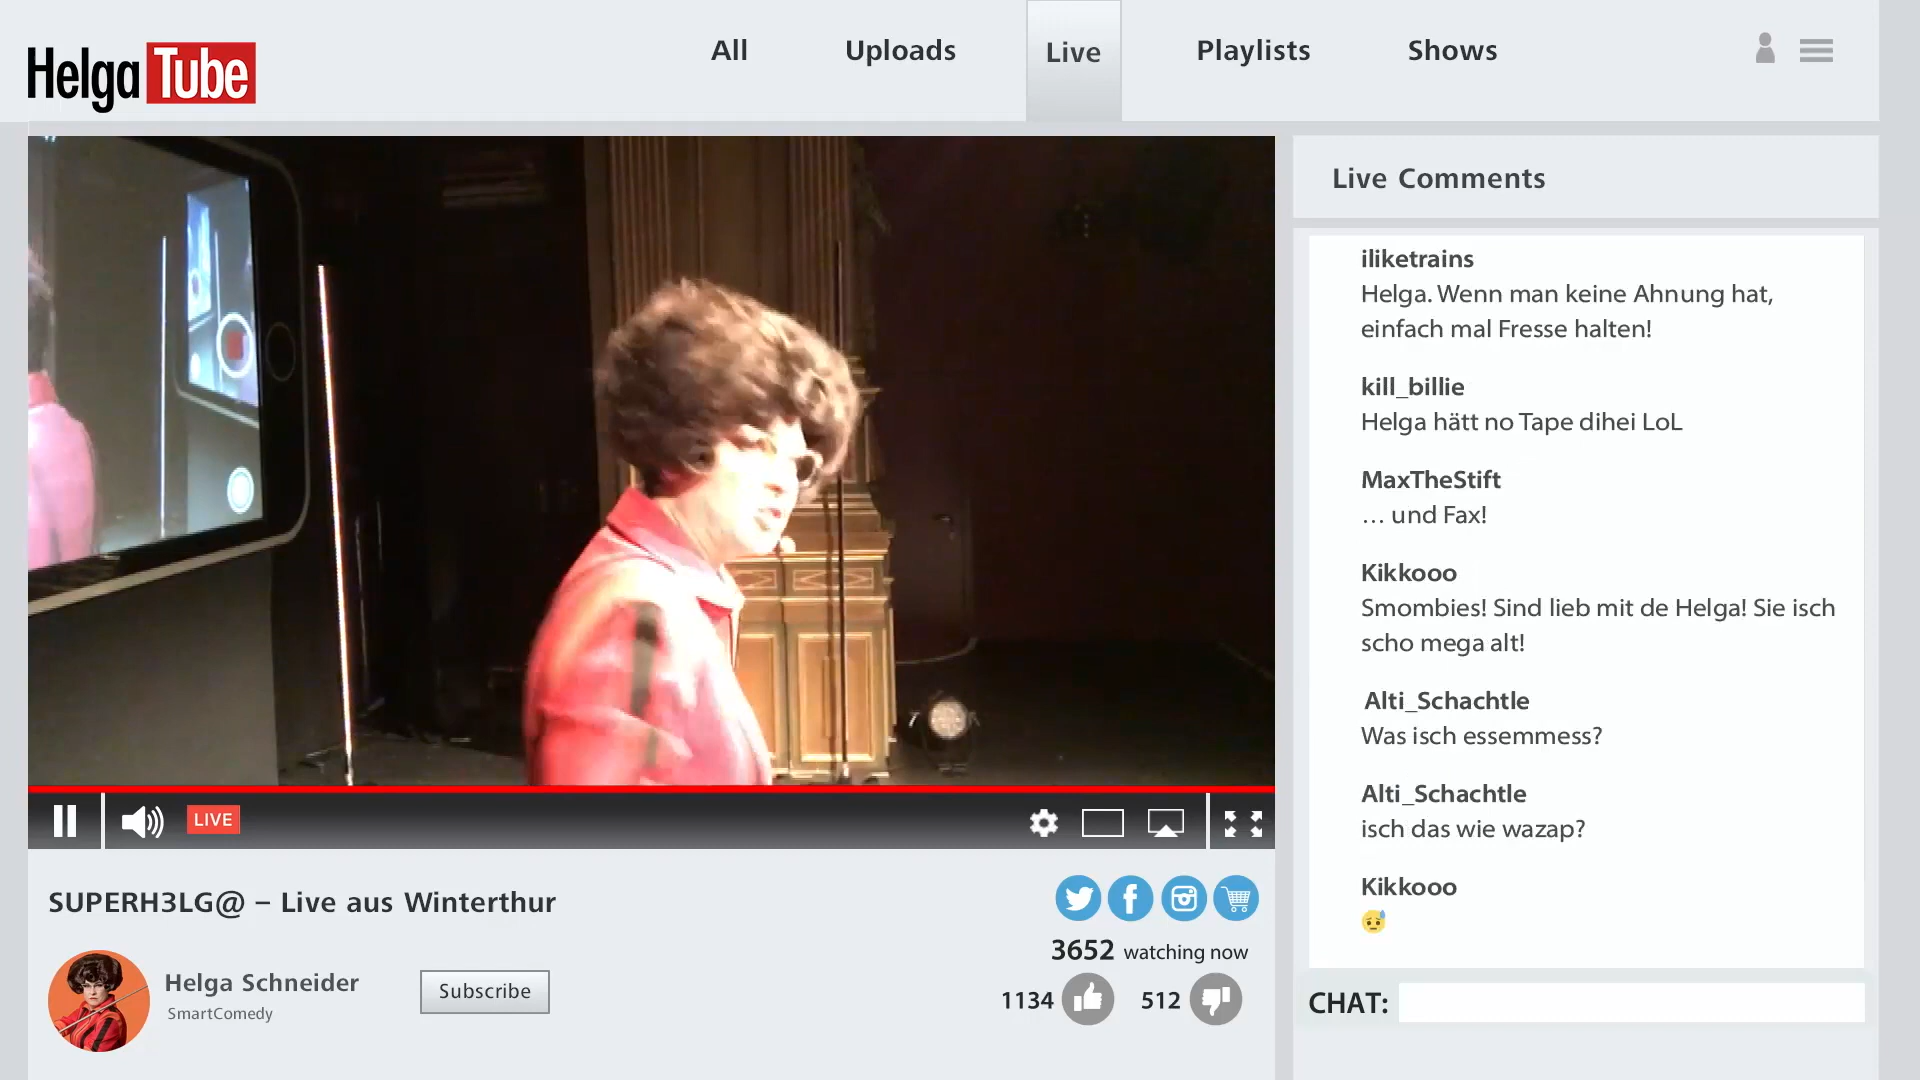 HelgaTube
All
Uploads
Live
Playlists
Shows
LIVE
SUPERH3LG@ – Live aus Winterthur
Helga Schneider
SmartComedy
Subscribe
3652 watching now
1134
512
Live Comments
iliketrains
Helga. Wenn man keine Ahnung hat,
einfach mal Fresse halten!
kill_billie
Helga hätt no Tape dihei LoL
MaxTheStift
… und Fax!
Kikkooo
Smombies! Sind lieb mit de Helga! Sie isch
scho mega alt!
Alti_Schachtle
Was isch essemmess?
Alti_Schachtle
isch das wie wazap?
Kikkooo
😥
CHAT: